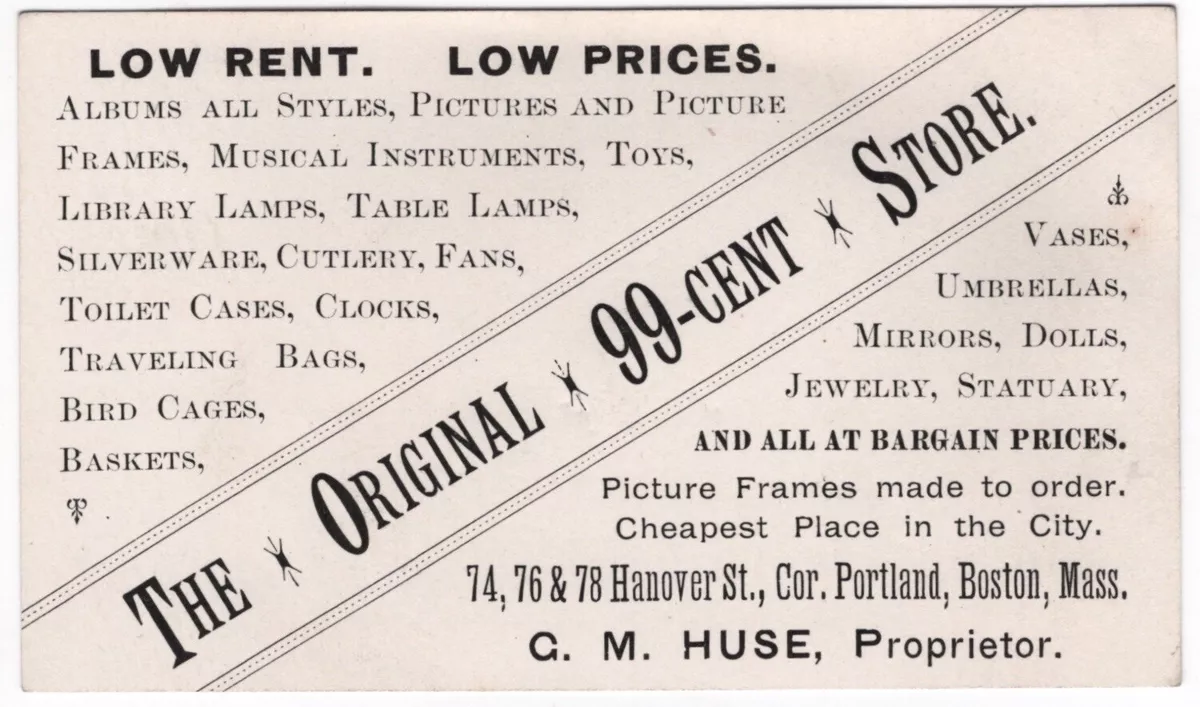 LOW RENT. LOW PRICES.
ALBUMS ALL STYLES, PICTURES AND PICTURE
FRAMES, MUSICAL INSTRUMENTS, TOYS,
LIBRARY LAMPS, TABLE LAMPS,
SILVERWARE, CUTLERY, FANS,
TOILET CASES, CLOCKS,
TRAVELING BAGS,
BIRD CAGES,
BASKETS,
THE ORIGINAL 99-CENT STORE.
VASES,
UMBRELLAS,
MIRRORS, DOLLS,
JEWELRY, STATUARY,
AND ALL AT BARGAIN PRICES.
Picture Frames made to order.
Cheapest Place in the City.
74, 76 & 78 Hanover St., Cor. Portland, Boston, Mass.
G. M. HUSE, Proprietor.